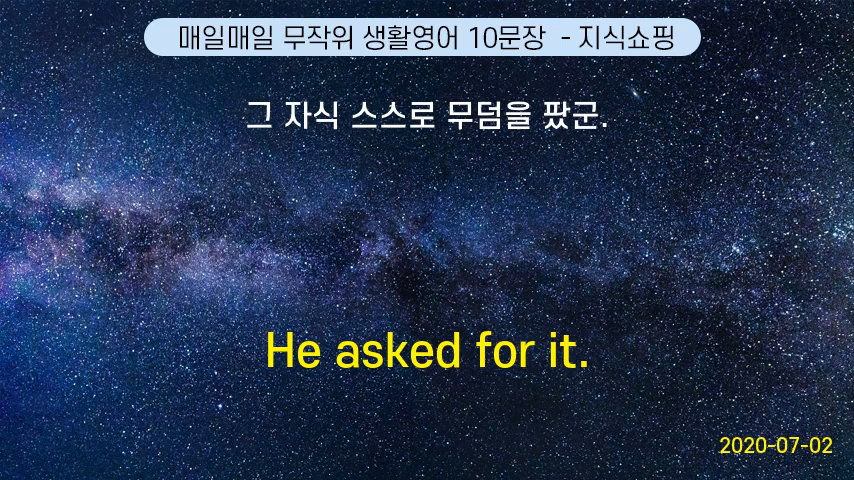 매일매일 무작위 생활영어 10문장 - 지식쇼핑
그 자식 스스로 무덤을 팠군.
He asked for it.
2020-07-02